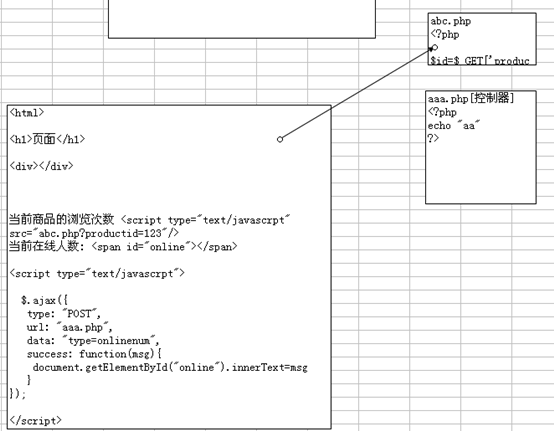 abc.php
<?php
$id=$_GET['produc
aaa.php[控制器]
<?php
echo "aa"
?>
<html>
<h1>页面</h1>
<div></div>
当前商品的浏览次数 <script type="text/javascrpt"
src="abc.php?productid=123"/>
当前在线人数: <span id="online"></span>
<script type="text/javascrpt">
$.ajax({
type: "POST",
url: "aaa.php",
data: "type=onlinenum",
success: function(msg){
document.getElementById("online").innerText=msg
}
});
</script>